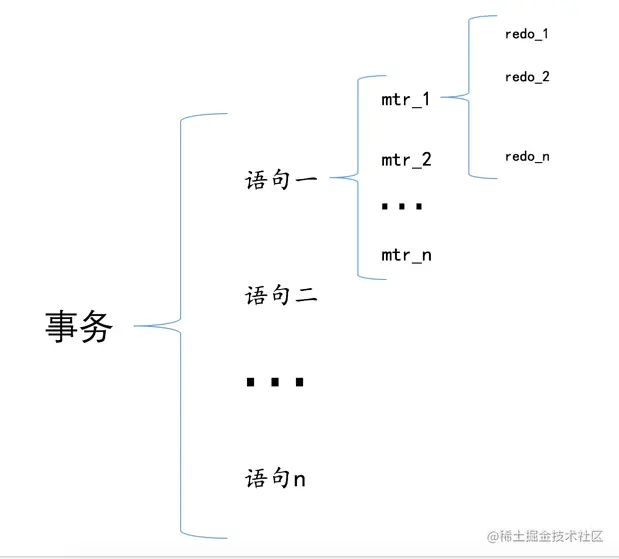 redo_1
redo_2
mtr_1
redo_n
mtr_2
语句一
...
mtr_n
语句二
事务
...
语句n
@稀土掘金技术社区